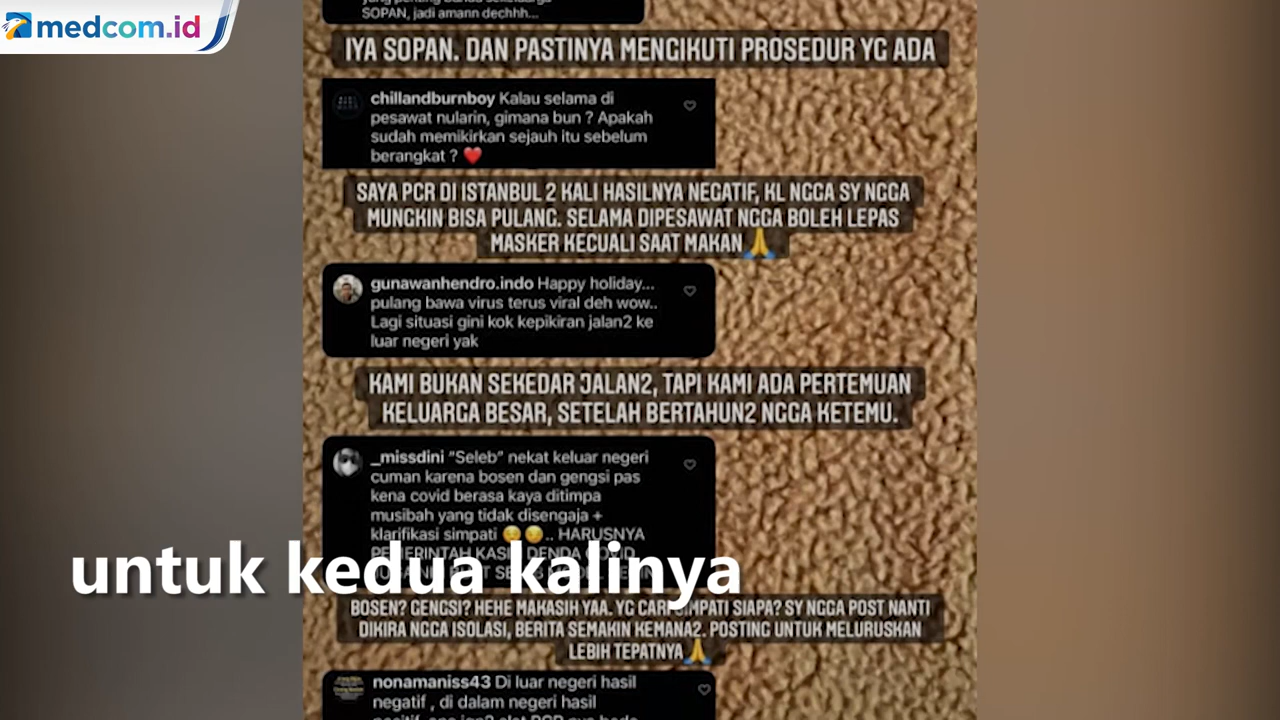 medcom.id
SOPAN, jadi amann dechhh...
IYA SOPAN. DAN PASTINYA MENGIKUTI PROSEDUR YG ADA
chillandburnboy Kalau selama di
pesawat nularin, gimana bun ? Apakah
sudah memikirkan sejauh itu sebelum
berangkat ? ❤️
SAYA PCR DI ISTANBUL 2 KALI HASILNYA NEGATIF, KL NGGA SY NGGA
MUNGKIN BISA PULANG. SELAMA DIPESAWAT NGGA BOLEH LEPAS
MASKER KECUALI SAAT MAKAN🙏
gunawanhendro.indo Happy holiday...
pulang bawa virus terus viral deh wow..
Lagi situasi gini kok kepikiran jalan2 ke
luar negeri yak
KAMI BUKAN SEKEDAR JALAN2, TAPI KAMI ADA PERTEMUAN
KELUARGA BESAR, SETELAH BERTAHUN2 NGGA KETEMU.
_missdini "Seleb" nekat keluar negeri
cuman karena bosen dan gengsi pas
kena covid berasa kaya ditimpa
musibah yang tidak disengaja +
klarifikasi simpati 😔😔.. HARUSNYA
PEMERINTAH KASIH DENDA COVID
untuk kedua kalinya
BOSEN? GENGSI? HEHE MAKASIH YAA. YG CARI SIMPATI SIAPA? SY NGGA POST NANTI
DIKIRA NGGA ISOLASI, BERITA SEMAKIN KEMANA2. POSTING UNTUK MELURUSKAN
LEBIH TEPATNYA🙏
nonamaniss43 Di luar negeri hasil
negatif , di dalam negeri hasil